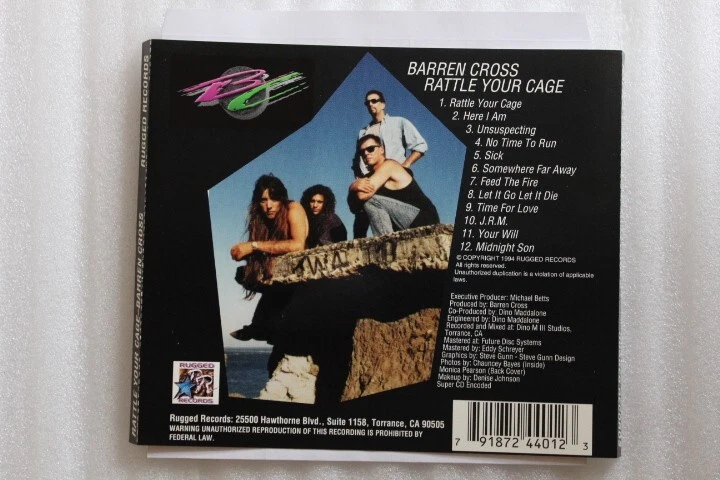 BC
BARREN CROSS
RATTLE YOUR CAGE
1. Rattle Your Cage
2. Here I Am
3. Unsuspecting
4. No Time To Run
5. Sick
6. Somewhere Far Away
7. Feed The Fire
8. Let It Go Let It Die
9. Time For Love
10. J.R.M.
11. Your Will
12. Midnight Son
© COPYRIGHT 1994 RUGGED RECORDS
All rights reserved.
Unauthorized duplication is a violation of applicable
laws.
Executive Producer: Michael Betts
Produced by: Barren Cross
Co-Produced by: Dino Maddalone
Engineered by: Dino Maddalone
Recorded and Mixed at: Dino M III Studios,
Torrance, CA
Mastered at: Future Disc Systems
Mastered by: Eddy Schreyer
Graphics by: Steve Gunn - Steve Gunn Design
Photos by: Chauncey Bayes (Inside)
Monica Pearson (Back Cover)
Makeup by: Denise Johnson
Super CD Encoded
RUGGED
RR
RECORDS
Rugged Records: 25500 Hawthorne Blvd., Suite 1158, Torrance, CA 90505
WARNING UNAUTHORIZED REPRODUCTION OF THIS RECORDING IS PROHIBITED BY
FEDERAL LAW.
7 91872 44012 3
RATTLE YOUR CAGE-BARREN CROSS RUGGED RECORDS